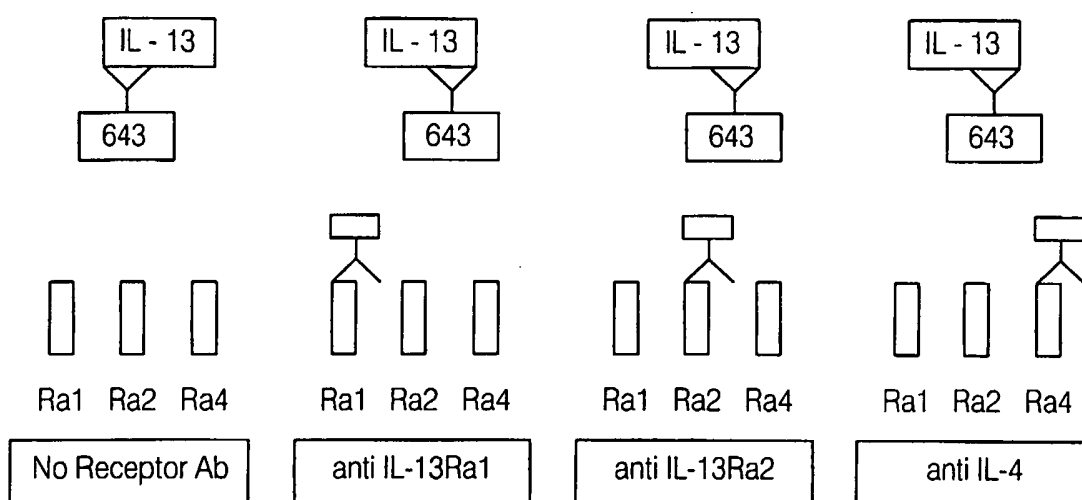 IL - 13 IL - 13 IL - 13 IL - 13
643 643 643 643
Ra1 Ra2 Ra4 Ra1 Ra2 Ra4 Ra1 Ra2 Ra4 Ra1 Ra2 Ra4
No Receptor Ab anti IL-13Ra1 anti IL-13Ra2 anti IL-4